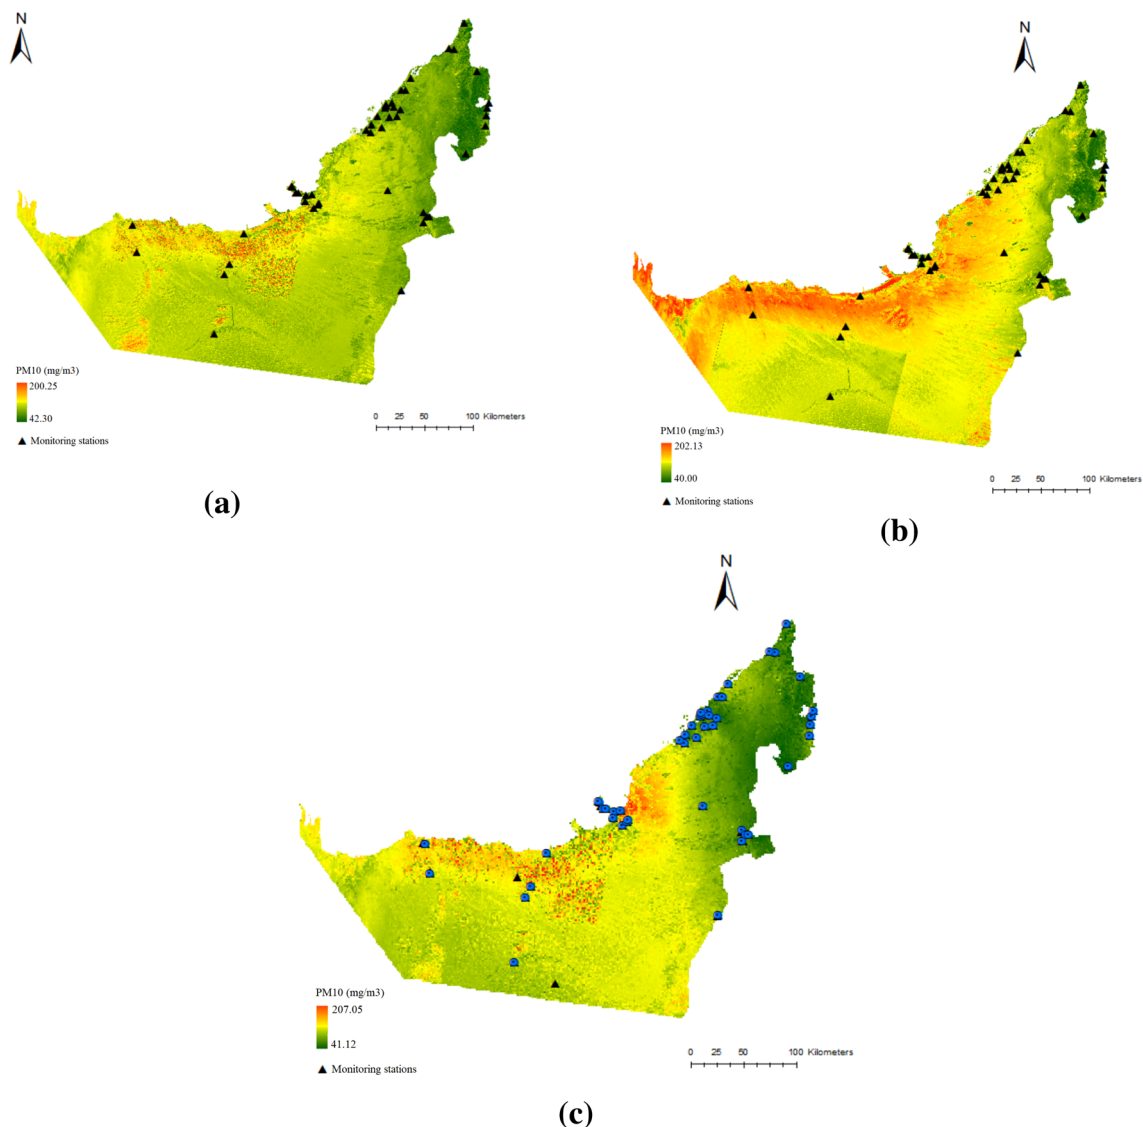 N
PM10 (mg/m3)
200.25
42.30
▲ Monitoring stations
0 25 50 100 Kilometers
(a)
N
PM10 (mg/m3)
202.13
40.00
▲ Monitoring stations
0 25 50 100 Kilometers
(b)
N
PM10 (mg/m3)
207.05
41.12
▲ Monitoring stations
0 25 50 100 Kilometers
(c)